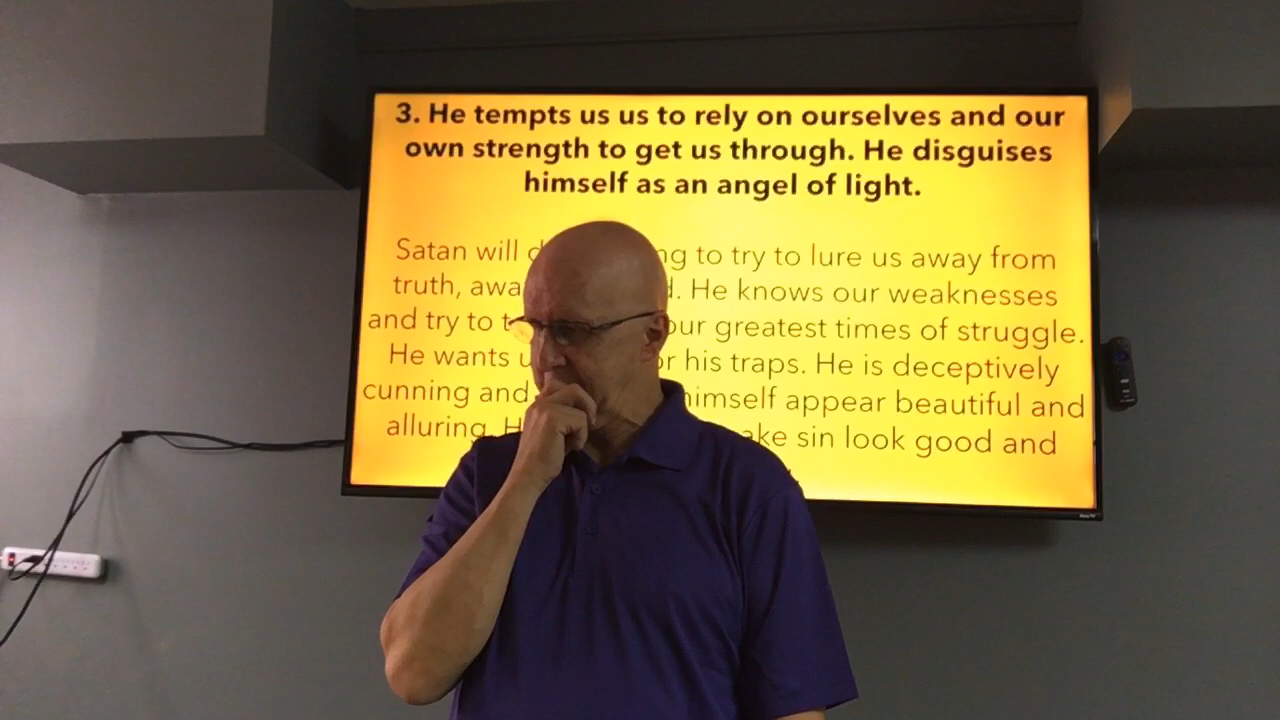 3. He tempts us us to rely on ourselves and our
own strength to get us through. He disguises
himself as an angel of light.
Satan will to try to lure us away from
truth, He knows our weaknesses
and try to our greatest times of struggle.
He wants his traps. He is deceptively
cunning and himself appear beautiful and
alluring. sin look good and